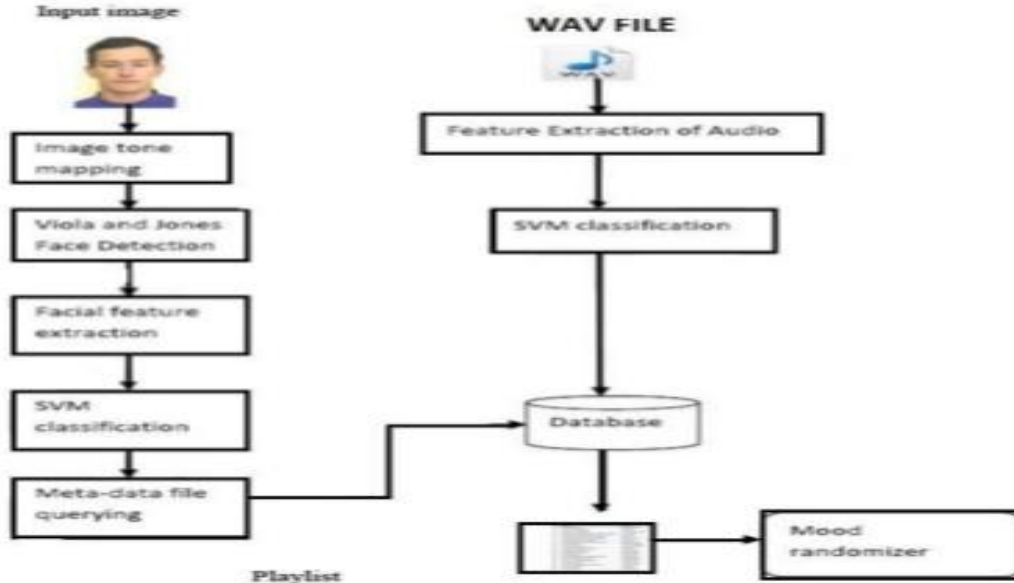 Input image
Image tone
mapping
Viola and Jones
Face Detection
Facial feature
extraction
SVM
classification
Meta-data file
querying
WAV FILE
WAV
Feature Extraction of Audio
SVM classification
Database
Mood
randomizer
Playlist